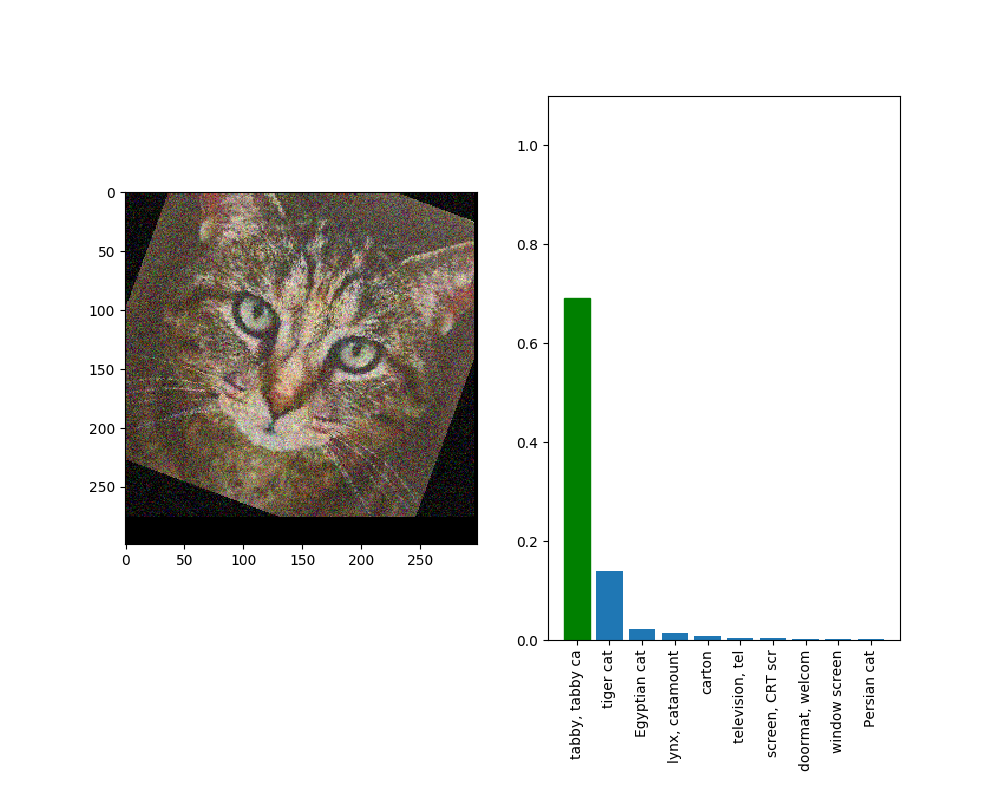 0
50
100
150
200
250
0 50 100 150 200 250
1.0
0.8
0.6
0.4
0.2
0.0
tabby, tabby ca
tiger cat
Egyptian cat
lynx, catamount
carton
television, tel
screen, CRT scr
doormat, welcom
window screen
Persian cat